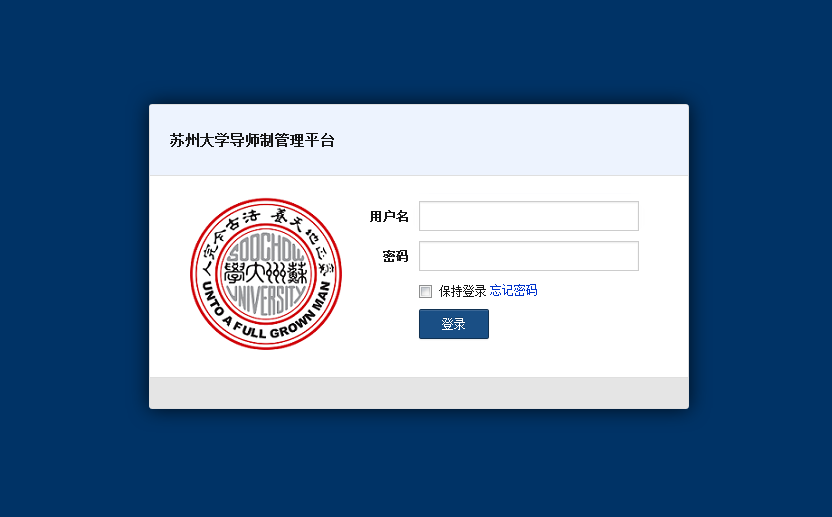 苏州大学导师制管理平台
养天地正氣 法古今完人
SOOCHOW
蘇州大學
UNIVERSITY
UNTO A FULL GROWN MAN
用户名
密码
保持登录 忘记密码
登录